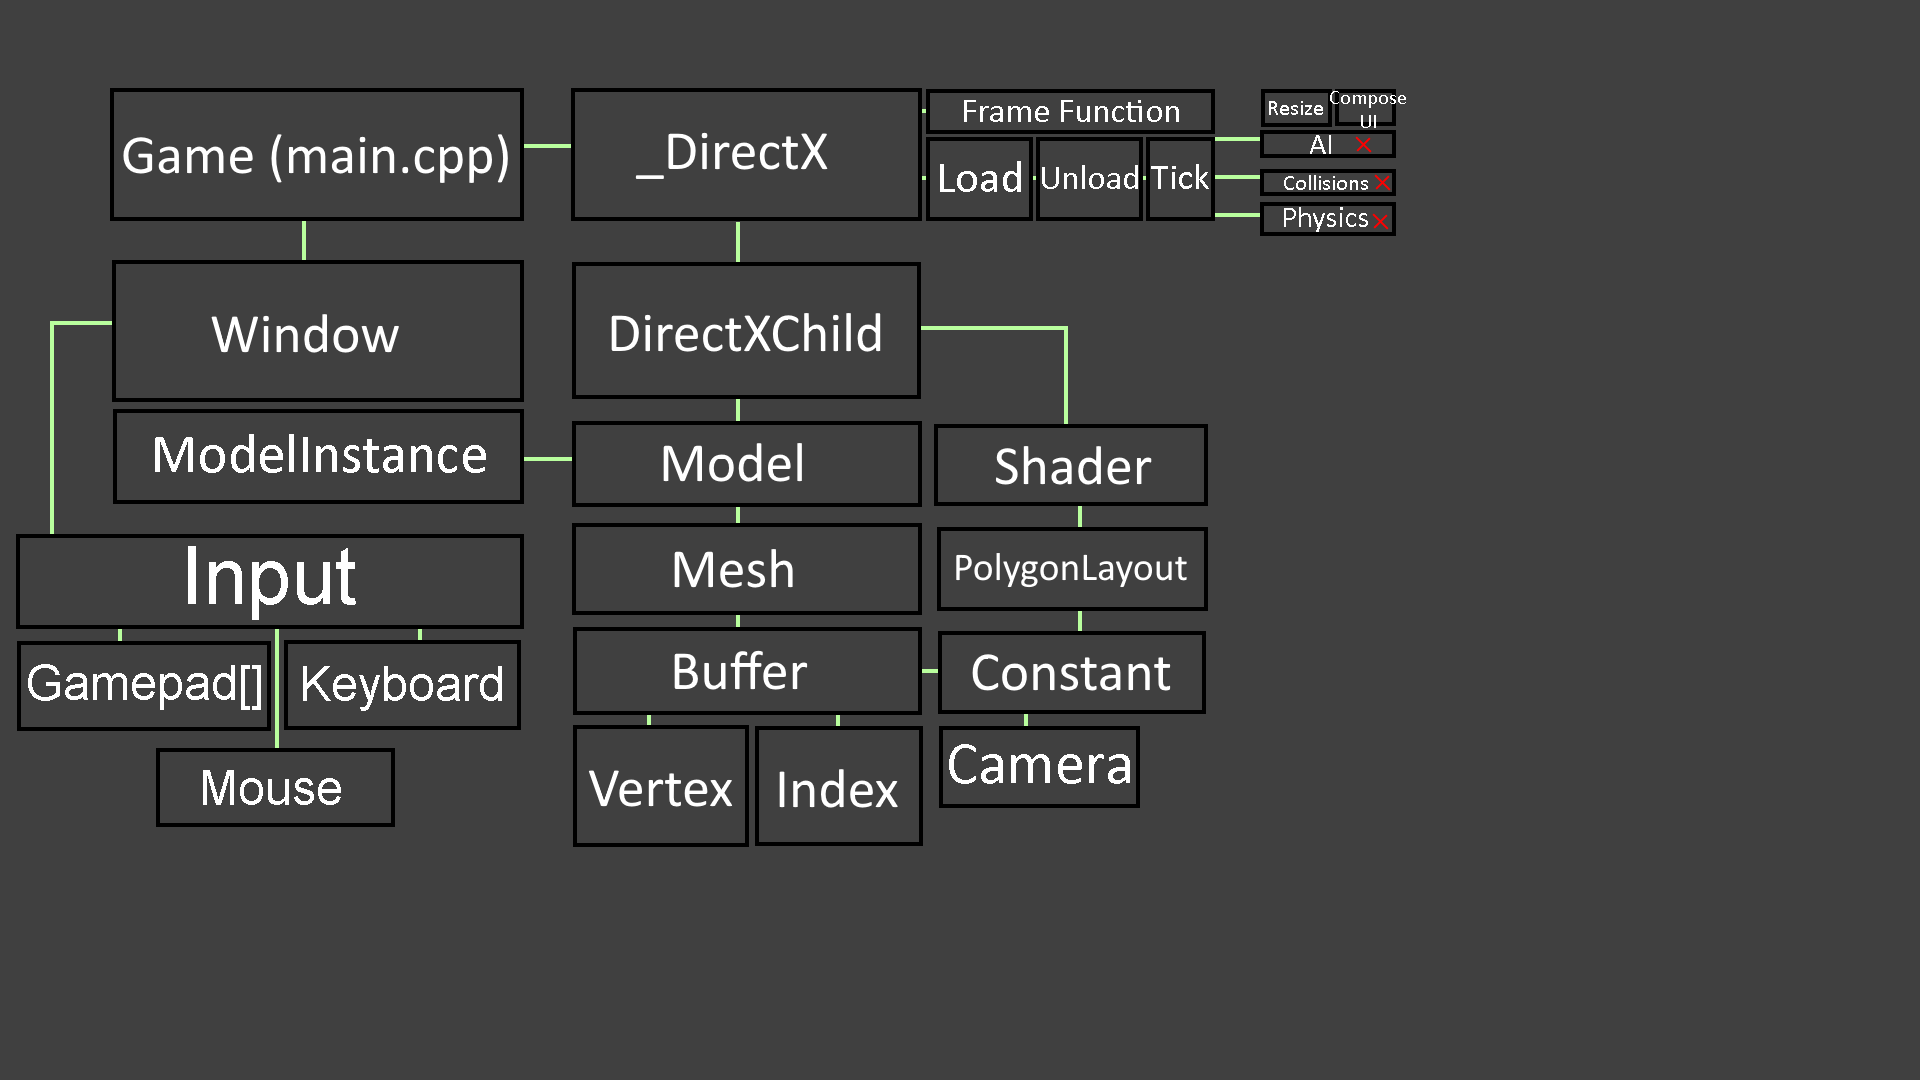 Game (main.cpp)
_DirectX
Frame Function
Load
Unload
Tick
Resize
Compose
UI
AI
Collisions
Physics
Window
DirectXChild
ModelInstance
Model
Shader
Input
Mesh
PolygonLayout
Gamepad[]
Keyboard
Buffer
Constant
Mouse
Vertex
Index
Camera